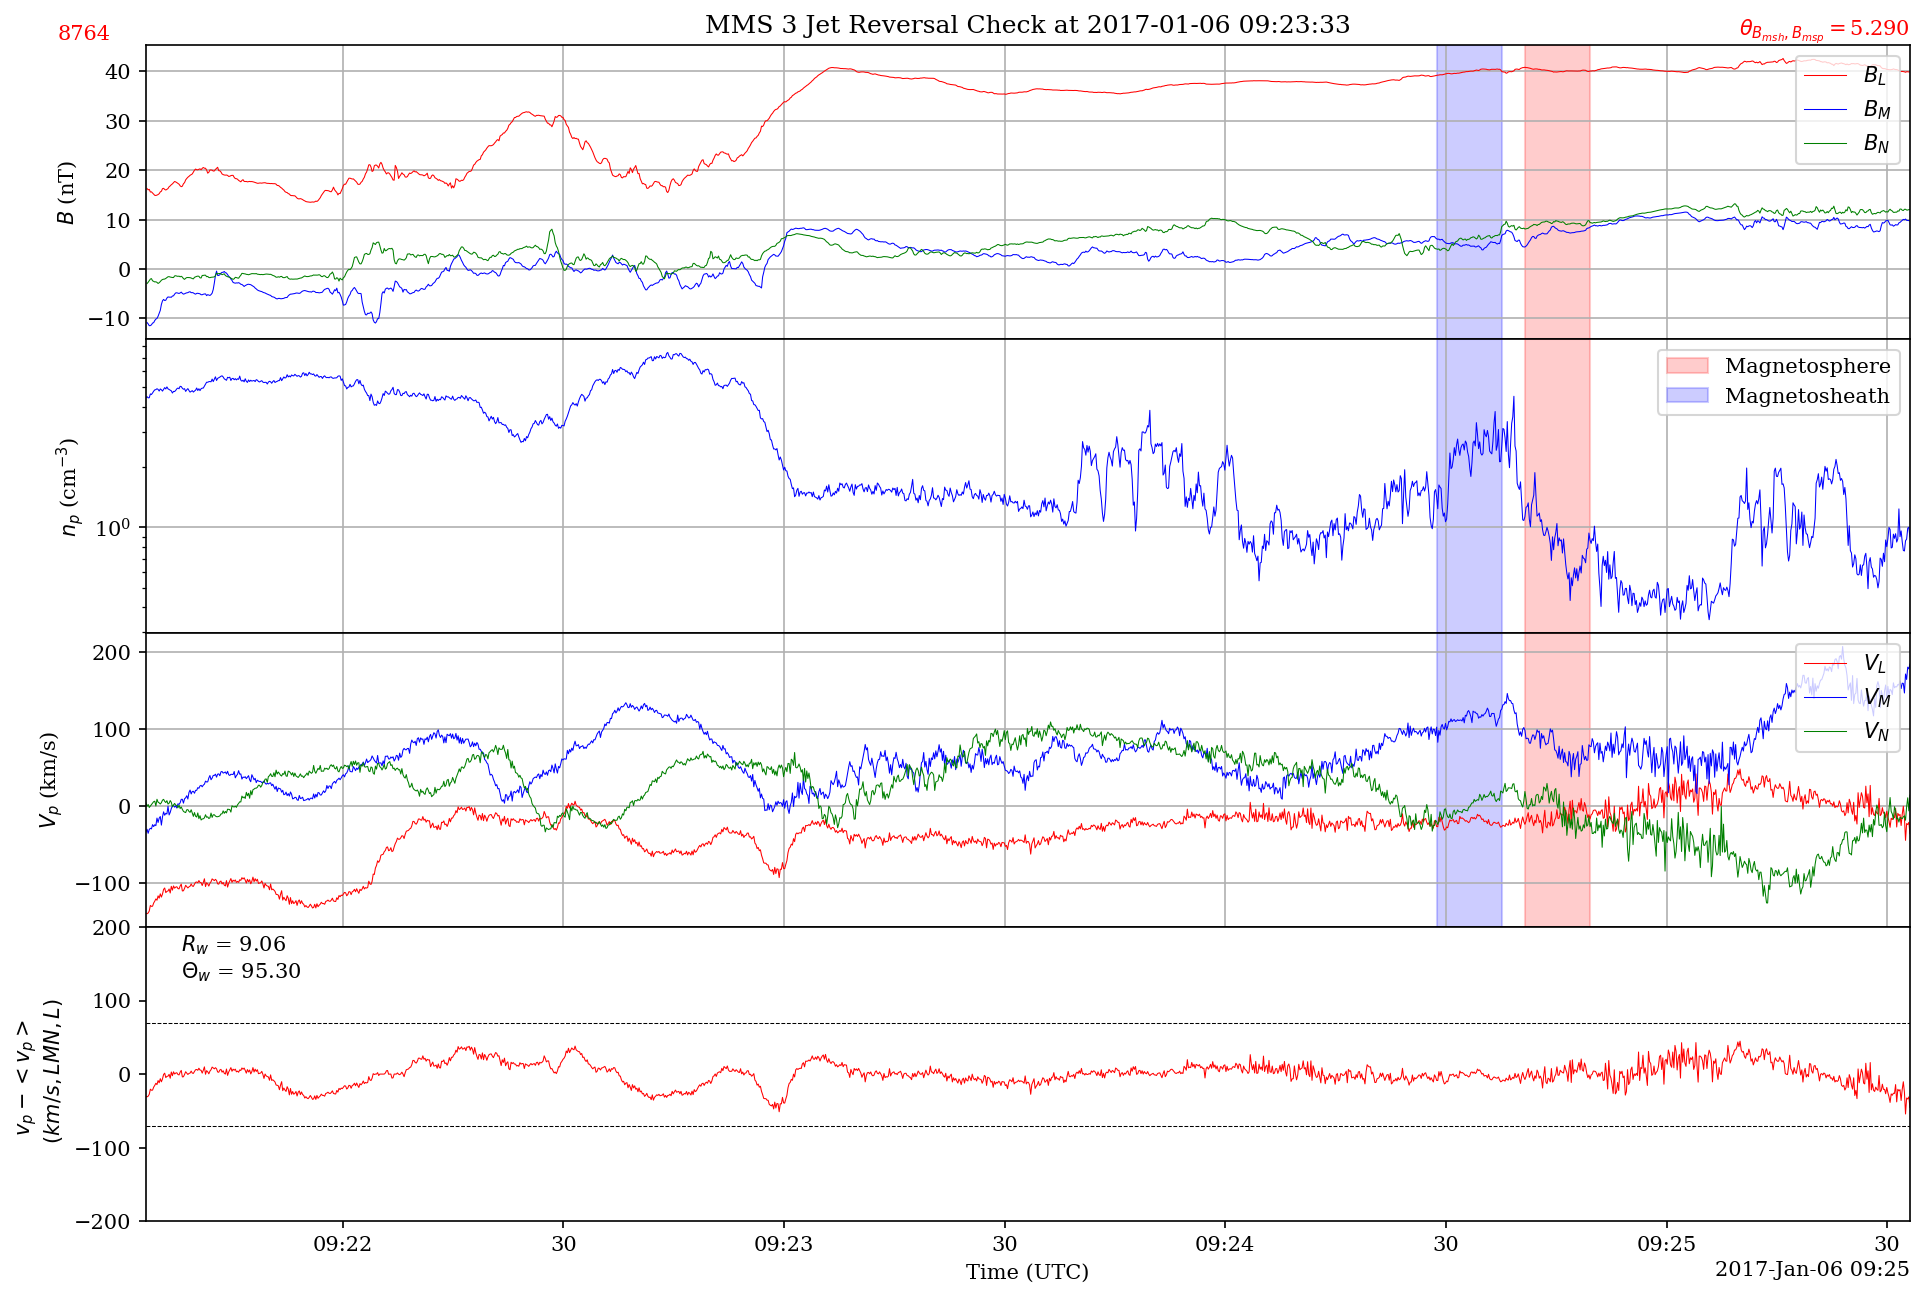 8764
MMS 3 Jet Reversal Check at 2017-01-06 09:23:33
θ_{B_{msh}, B_{msp}} = 5.290
B (nT)
40
30
20
10
0
−10
B_L
B_M
B_N
n_p (cm^{−3})
10^0
Magnetosphere
Magnetosheath
V_p (km/s)
200
100
0
−100
V_L
V_M
V_N
v_p − < v_p >
(km/s, LMN, L)
200
100
0
−100
−200
R_w = 9.06
Θ_w = 95.30
09:22
30
09:23
30
09:24
30
09:25
30
Time (UTC)
2017-Jan-06 09:25